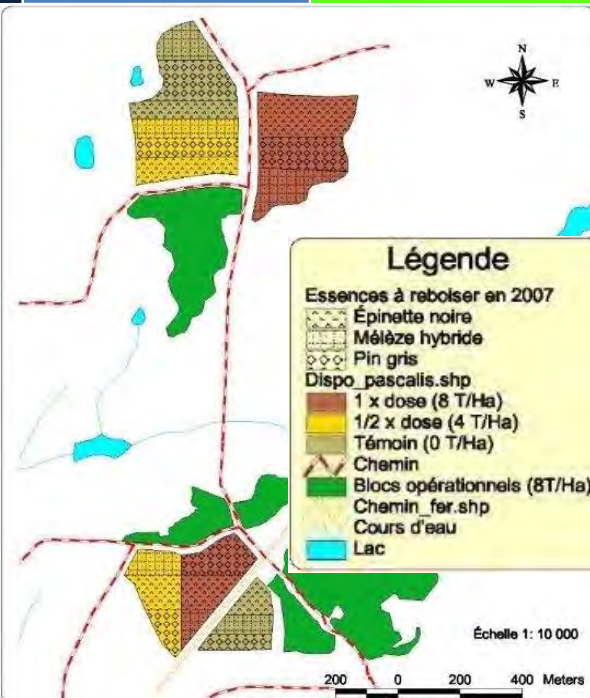 N
W E
S
Légende
Essences à reboiser en 2007
Épinette noire
Mélèze hybride
Pin gris
Dispo_pascalis.shp
1 x dose (8 T/Ha)
1/2 x dose (4 T/Ha)
Témoin (0 T/Ha)
Chemin
Blocs opérationnels (8T/Ha)
Chemin_fer.shp
Cours d'eau
Lac
Échelle 1: 10 000
200 0 200 400 Meters